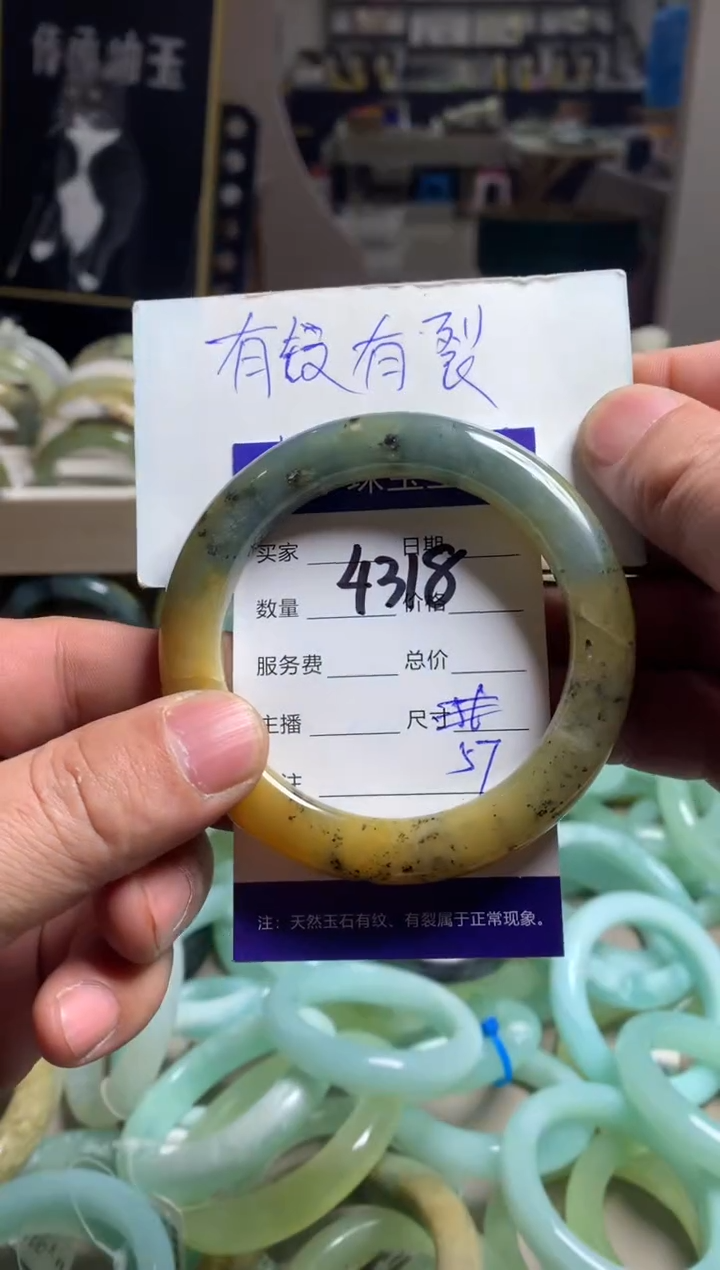 有纹有裂
买家 日期
4318
数量 价格
服务费 总价
主播 尺寸
57
注
注：天然玉石有纹、有裂属于正常现象。